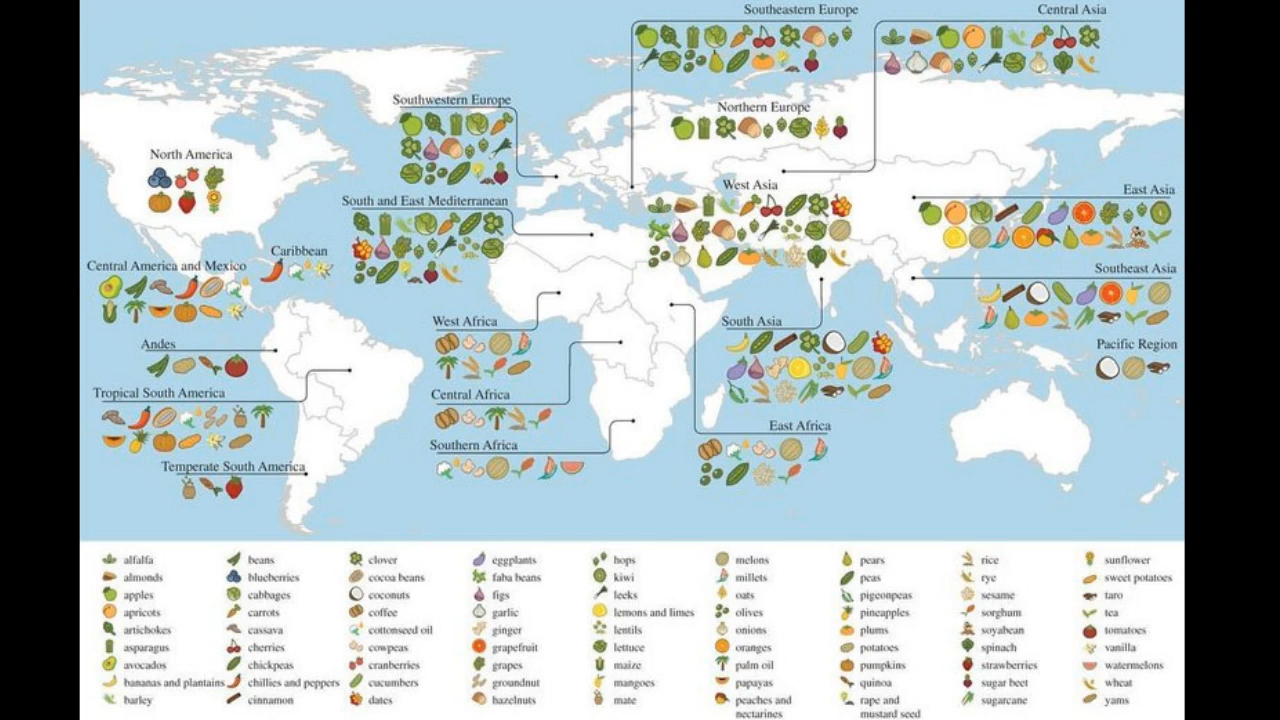 Southeastern Europe
Central Asia
Southwestern Europe
Northern Europe
North America
West Asia
East Asia
South and East Mediterranean
Caribbean
Central America and Mexico
Southeast Asia
West Africa
South Asia
Andes
Pacific Region
Tropical South America
Central Africa
East Africa
Southern Africa
Temperate South America
alfalfa
almonds
apples
apricots
artichokes
asparagus
avocados
bananas and plantains
barley
beans
blueberries
cabbages
carrots
cassava
cherries
chickpeas
chillies and peppers
cinnamon
clover
cocoa beans
coconuts
coffee
cottonseed oil
cowpeas
cranberries
cucumbers
dates
eggplants
faba beans
figs
garlic
ginger
grapefruit
grapes
groundnut
hazelnuts
hops
kiwi
leeks
lemons and limes
lentils
lettuce
maize
mangoes
mate
melons
millets
oats
olives
onions
oranges
palm oil
papayas
peaches and
nectarines
pears
peas
pigeonpeas
pineapples
plums
potatoes
pumpkins
quinoa
rape and
mustard seed
rice
rye
sesame
sorghum
soyabean
spinach
strawberries
sugar beet
sugarcane
sunflower
sweet potatoes
taro
tea
tomatoes
vanilla
watermelons
wheat
yams